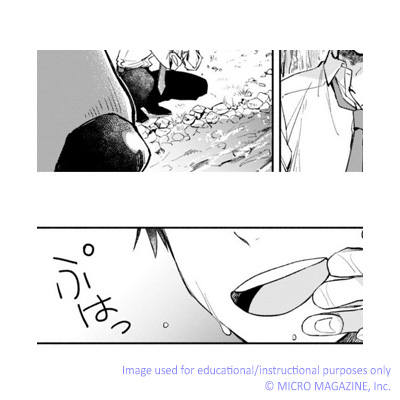 ぷはっ
Image used for educational/instructional purposes only
© MICRO MAGAZINE, Inc.